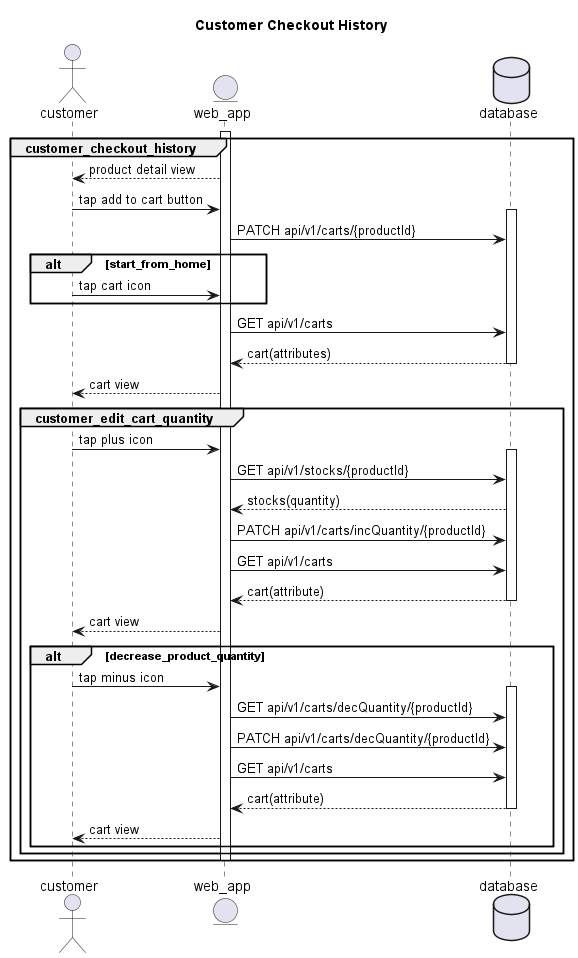 Customer Checkout History
customer
web_app
database
customer_checkout_history
product detail view
tap add to cart button
PATCH api/v1/carts/{productId}
alt [start_from_home]
tap cart icon
GET api/v1/carts
cart(attributes)
cart view
customer_edit_cart_quantity
tap plus icon
GET api/v1/stocks/{productId}
stocks(quantity)
PATCH api/v1/carts/incQuantity/{productId}
GET api/v1/carts
cart(attribute)
cart view
alt [decrease_product_quantity]
tap minus icon
GET api/v1/carts/decQuantity/{productId}
PATCH api/v1/carts/decQuantity/{productId}
GET api/v1/carts
cart(attribute)
cart view
customer
web_app
database